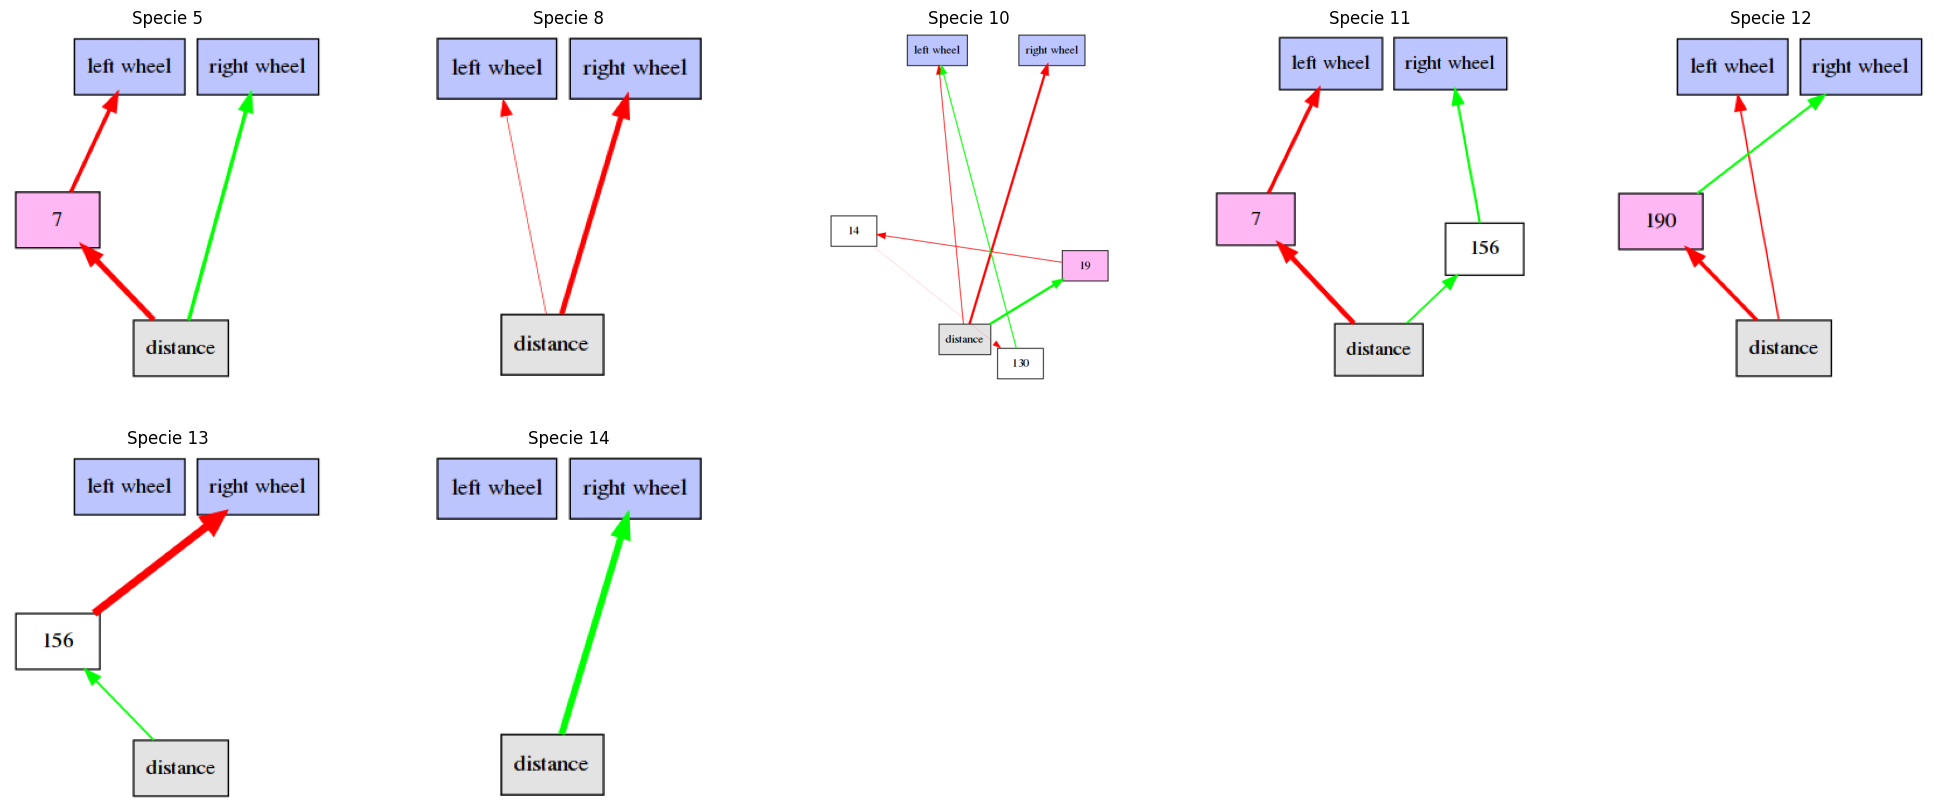 Specie 5
left wheel
right wheel
7
distance
Specie 8
left wheel
right wheel
distance
Specie 10
left wheel
right wheel
14
19
distance
130
Specie 11
left wheel
right wheel
7
156
distance
Specie 12
left wheel
right wheel
190
distance
Specie 13
left wheel
right wheel
156
distance
Specie 14
left wheel
right wheel
distance